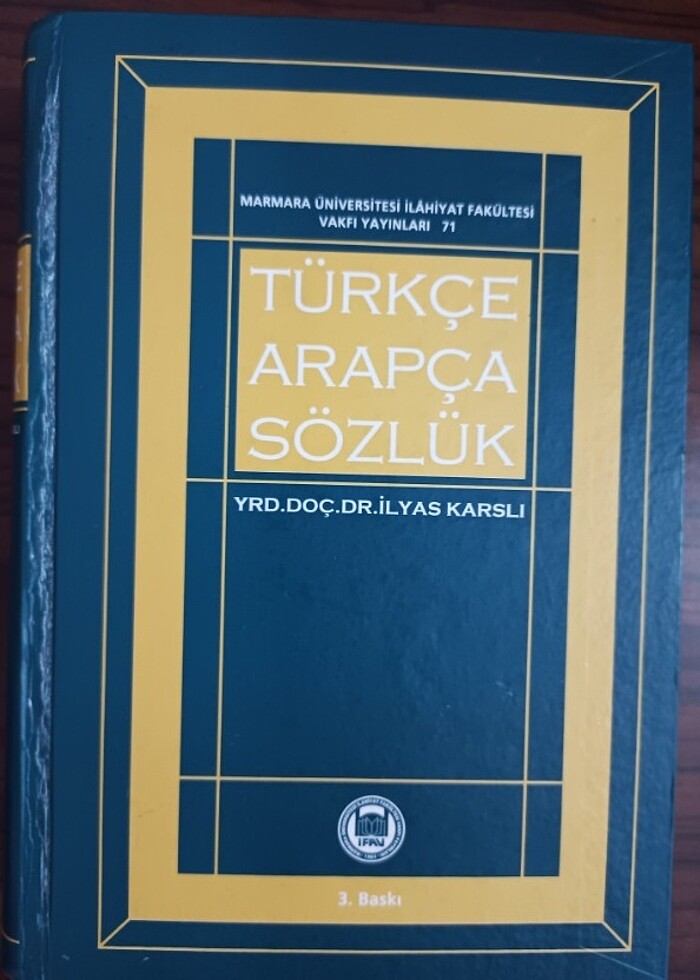 MARMARA ÜNİVERSİTESİ İLÂHİYAT FAKÜLTESİ
VAKFI YAYINLARI 71
TÜRKÇE
ARAPÇA
SÖZLÜK
YRD.DOÇ.DR.İLYAS KARSLI
İFAV
3. Baskı